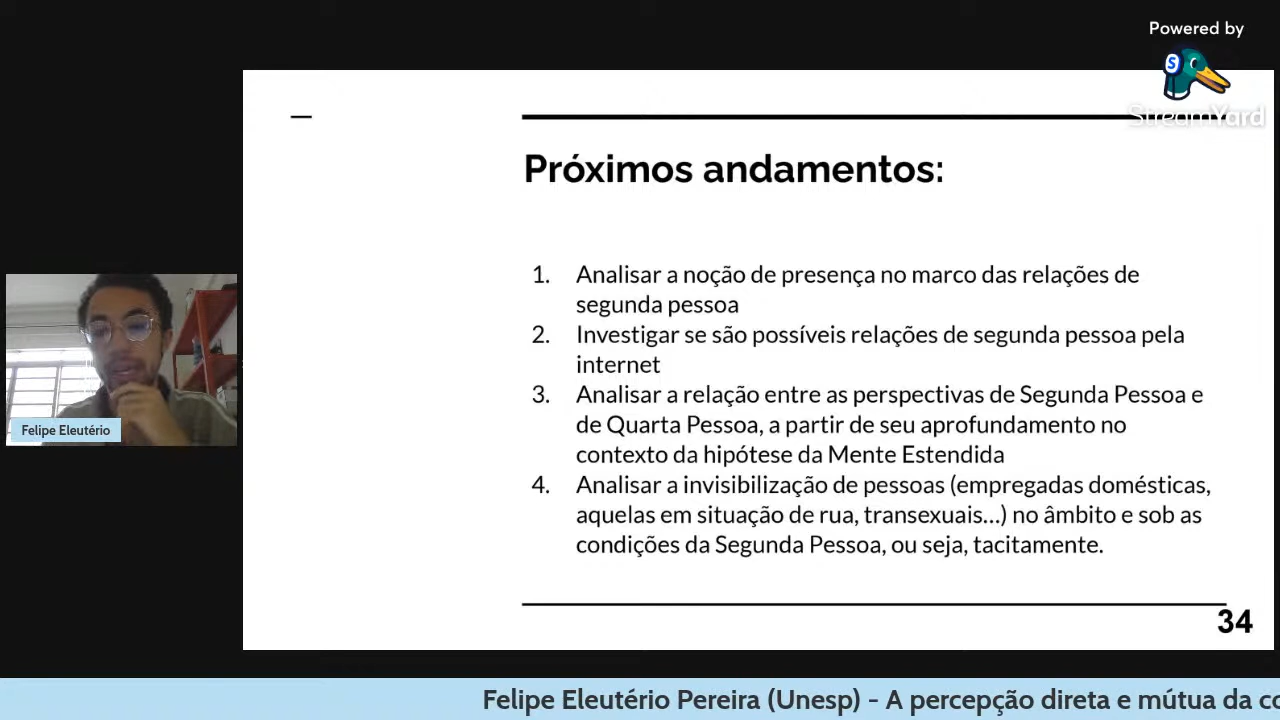 Powered by
StreamYard
Próximos andamentos:
1. Analisar a noção de presença no marco das relações de
segunda pessoa
2. Investigar se são possíveis relações de segunda pessoa pela
internet
3. Analisar a relação entre as perspectivas de Segunda Pessoa e
de Quarta Pessoa, a partir de seu aprofundamento no
contexto da hipótese da Mente Estendida
4. Analisar a invisibilização de pessoas (empregadas domésticas,
aquelas em situação de rua, transexuais...) no âmbito e sob as
condições da Segunda Pessoa, ou seja, tacitamente.
34
Felipe Eleutério
Felipe Eleutério Pereira (Unesp) - A percepção direta e mútua da